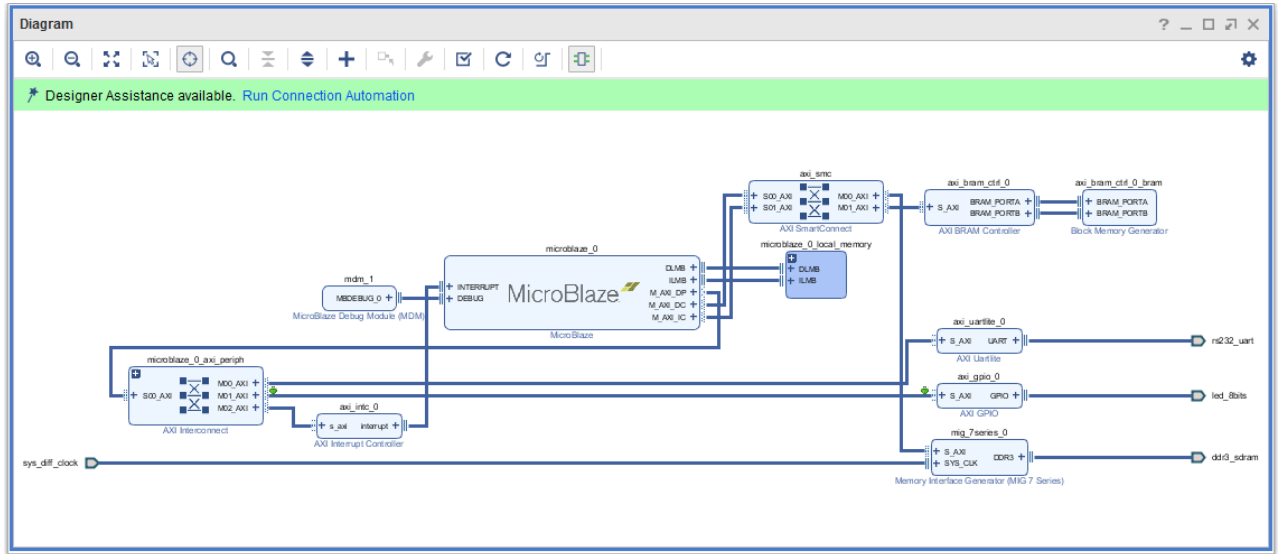 Diagram
Designer Assistance available. Run Connection Automation
axi_smc
S00_AXI
S01_AXI
M00_AXI
M01_AXI
AXI SmartConnect
axi_bram_ctrl_0
S_AXI
BRAM_PORTA
BRAM_PORTB
AXI BRAM Controller
axi_bram_ctrl_0_bram
BRAM_PORTA
BRAM_PORTB
Block Memory Generator
microblaze_0
INTERRUPT
DEBUG
MicroBlaze
DLMB
ILMB
M_AXI_DP
M_AXI_DC
M_AXI_IC
MicroBlaze
microblaze_0_local_memory
DLMB
ILMB
mdm_1
MBDEBUG_0
MicroBlaze Debug Module (MDM)
axi_uartlite_0
S_AXI
UART
AXI Uartlite
rs232_uart
microblaze_0_axi_periph
S00_AXI
M00_AXI
M01_AXI
M02_AXI
AXI Interconnect
axi_gpio_0
S_AXI
GPIO
AXI GPIO
led_8bits
axi_intc_0
s_axi
interrupt
AXI Interrupt Controller
mig_7series_0
S_AXI
SYS_CLK
DDR3
Memory Interface Generator (MIG 7 Series)
ddr3_sdram
sys_diff_clock